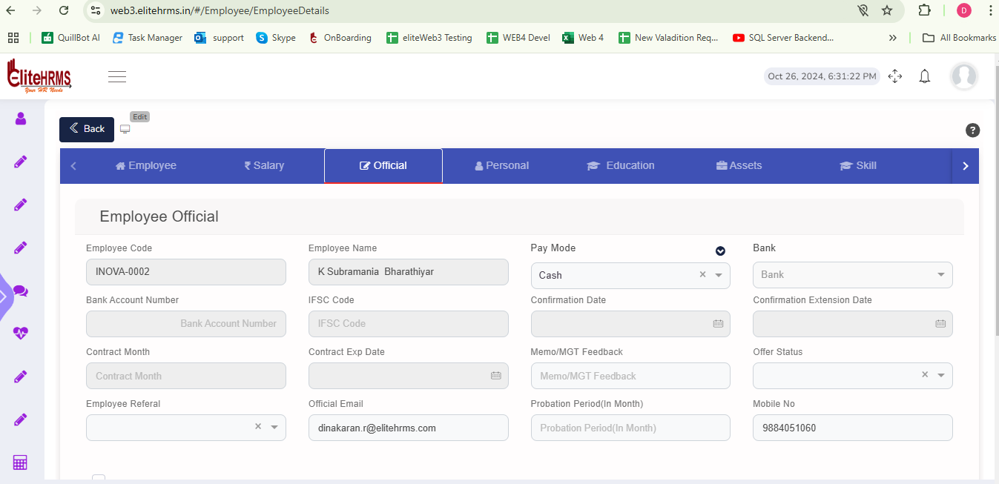 web3.elitehrms.in/#/Employee/EmployeeDetails
D
QuillBot AI Task Manager support Skype OnBoarding eliteWeb3 Testing WEB4 Devel Web 4 New Valadition Req... SQL Server Backend... » All Bookmarks
EliteHRMS
Your HR Needs
Oct 26, 2024, 6:31:22 PM
Edit
Back
?
Employee ₹ Salary Official Personal Education Assets Skill
Employee Official
Employee Code Employee Name Pay Mode Bank
INOVA-0002 K Subramania Bharathiyar Cash × Bank
Bank Account Number IFSC Code Confirmation Date Confirmation Extension Date
Bank Account Number IFSC Code
Contract Month Contract Exp Date Memo/MGT Feedback Offer Status
Contract Month Memo/MGT Feedback ×
Employee Referal Official Email Probation Period(In Month) Mobile No
× dinakaran.r@elitehrms.com Probation Period(In Month) 9884051060